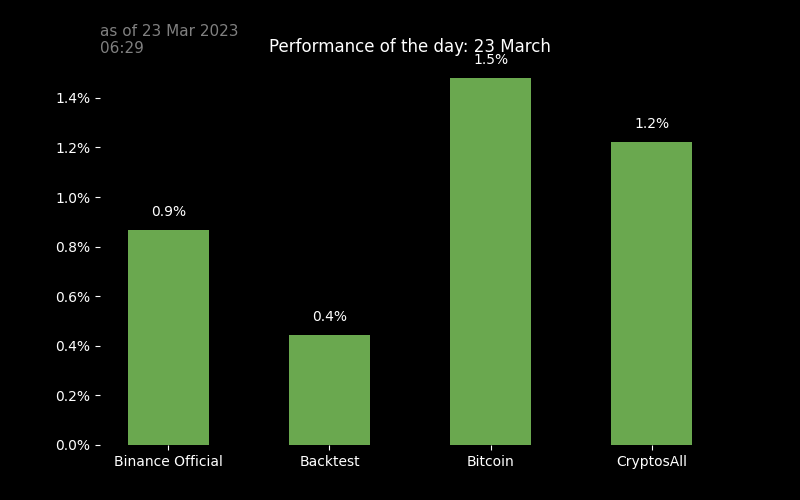 as of 23 Mar 2023
06:29
Performance of the day: 23 March
1.5%
1.4%
1.2%
1.2%
1.0%
0.9%
0.8%
0.6%
0.4%
0.4%
0.2%
0.0%
Binance Official
Backtest
Bitcoin
CryptosAll